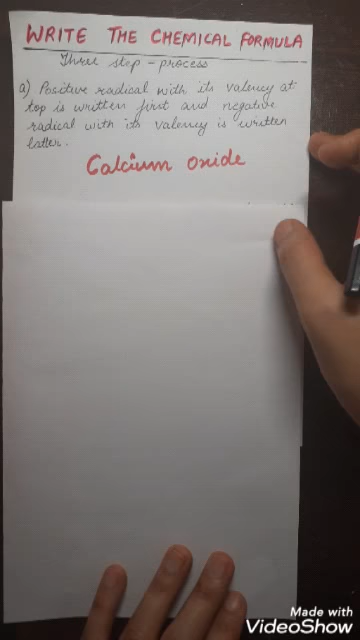 WRITE THE CHEMICAL FORMULA
Three step - process
a) Positive radical with its valency at
top is written first and negative
radical with its valency is written
latter.
Calcium oxide
Made with
VideoShow